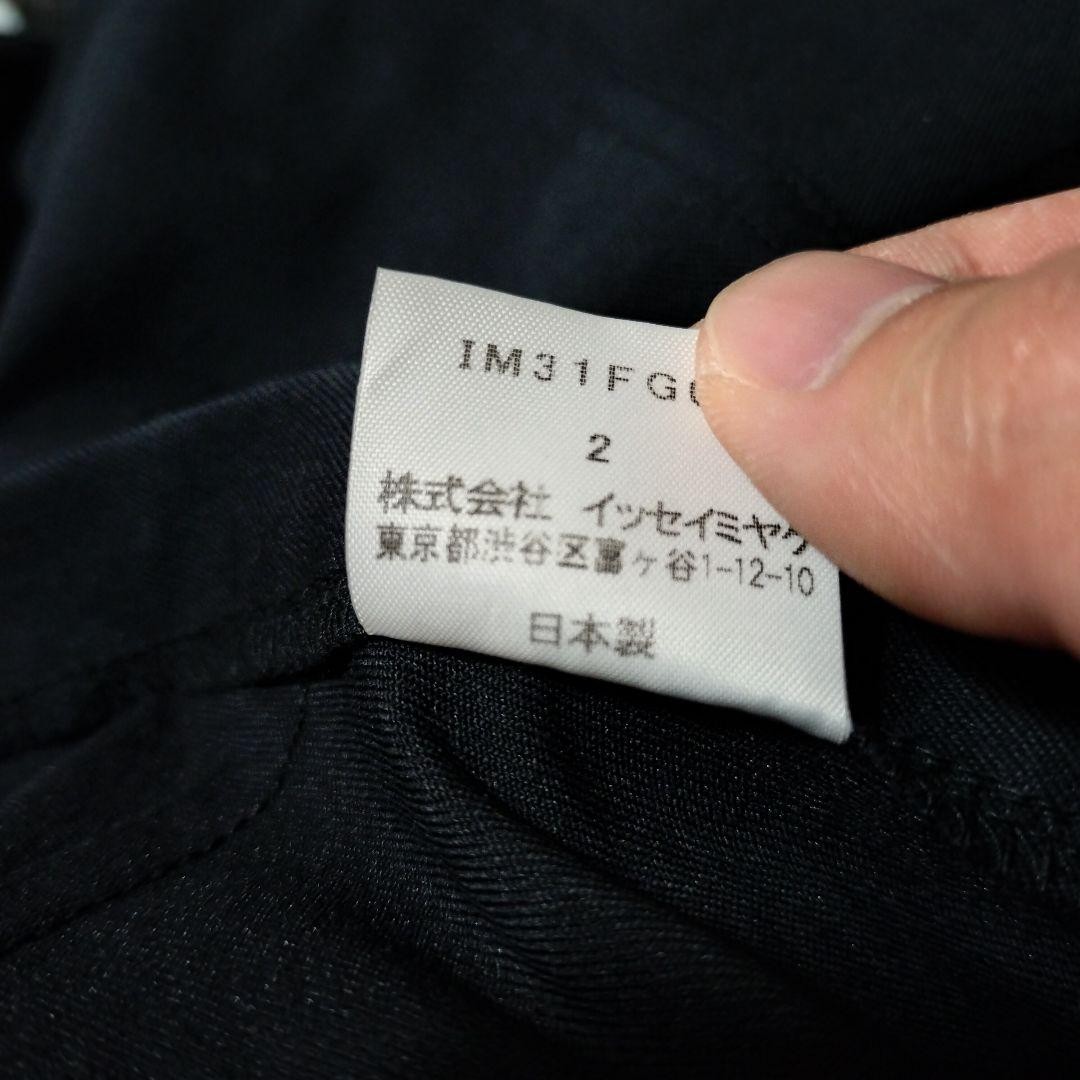 IM31FG
2
株式会社 イッセイミヤケ
東京都渋谷区富ヶ谷1-12-10
日本製